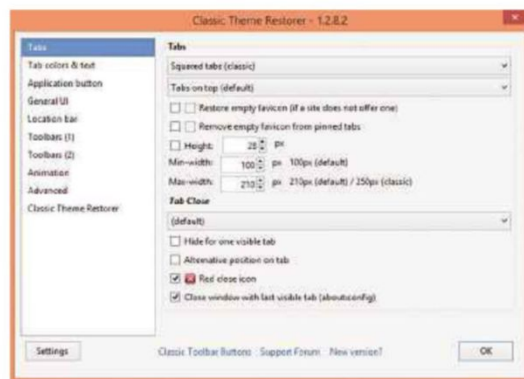 Classic Theme Restorer - 1.2.8.2
Tabs
Tab colors & text
Application button
General UI
Location bar
Toolbars (1)
Toolbars (2)
Animation
Advanced
Classic Theme Restorer
Tabs
Squared tabs (classic)
Tabs on top (default)
Restore empty favicon (if a site does not offer one)
Remove empty favicon from pinned tabs
Height: 28 px
Min-width: 100 px 100px (default)
Max-width: 210 px 210px (default) / 250px (classic)
Tab Close
(default)
Hide for one visible tab
Alternative position on tab
Red close icon
Close window with last visible tab (about:config)
Settings
Classic Toolbar Buttons Support Forum New version?
OK